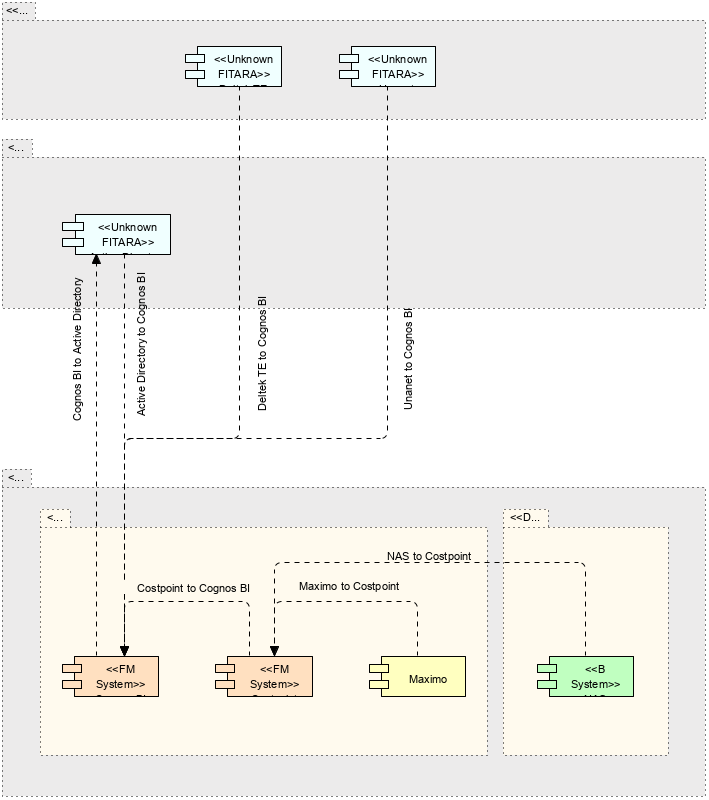 <<...
<<Unknown
FITARA>>
<<Unknown
FITARA>>
<...
<<Unknown
FITARA>>
Cognos BI to Active Directory
Active Directory to Cognos BI
Deltek TE to Cognos BI
Unanet to Cognos BI
<...
<...
<<D...
NAS to Costpoint
Costpoint to Cognos BI
Maximo to Costpoint
<<FM
System>>
<<FM
System>>
Maximo
<<B
System>>